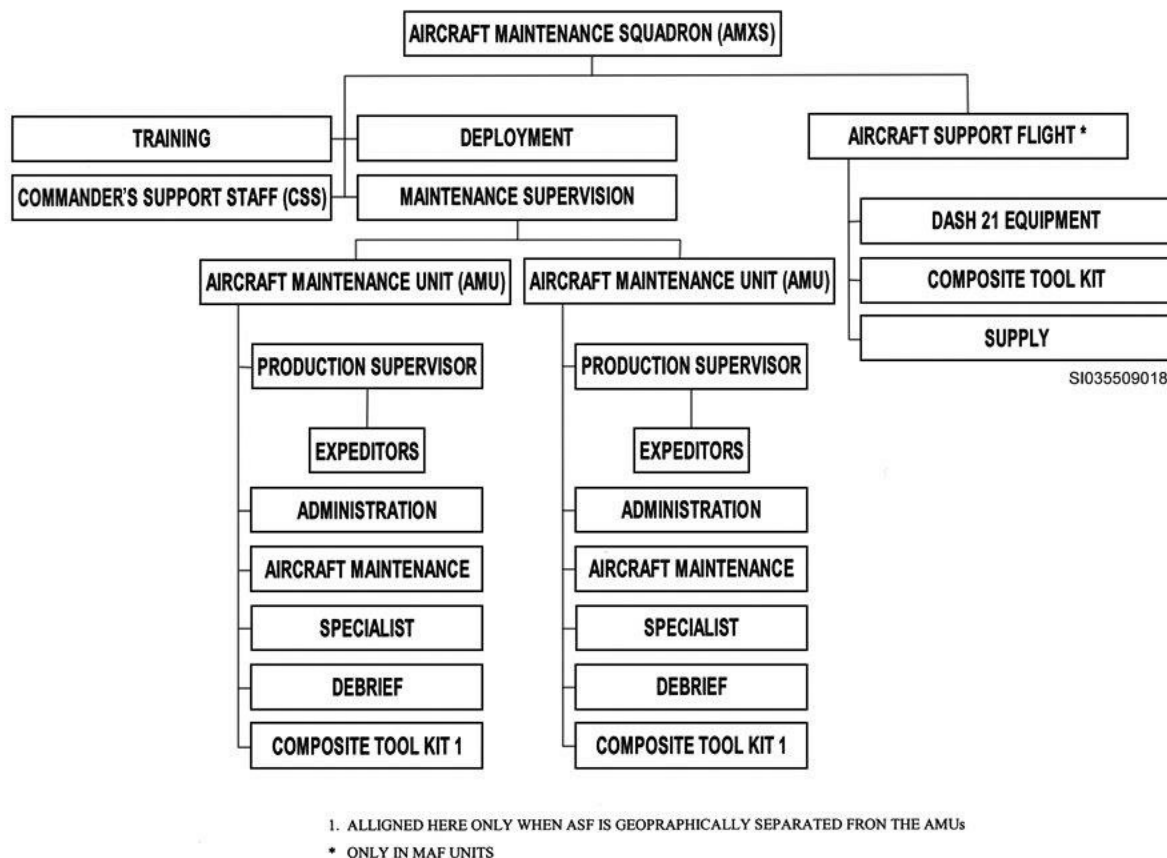 AIRCRAFT MAINTENANCE SQUADRON (AMXS)
TRAINING
DEPLOYMENT
AIRCRAFT SUPPORT FLIGHT *
COMMANDER'S SUPPORT STAFF (CSS)
MAINTENANCE SUPERVISION
DASH 21 EQUIPMENT
COMPOSITE TOOL KIT
SUPPLY
SI035509018
AIRCRAFT MAINTENANCE UNIT (AMU)
PRODUCTION SUPERVISOR
EXPEDITORS
ADMINISTRATION
AIRCRAFT MAINTENANCE
SPECIALIST
DEBRIEF
COMPOSITE TOOL KIT 1
AIRCRAFT MAINTENANCE UNIT (AMU)
PRODUCTION SUPERVISOR
EXPEDITORS
ADMINISTRATION
AIRCRAFT MAINTENANCE
SPECIALIST
DEBRIEF
COMPOSITE TOOL KIT 1
1. ALLIGNED HERE ONLY WHEN ASF IS GEOPRAPHICALLY SEPARATED FRON THE AMUs
* ONLY IN MAF UNITS